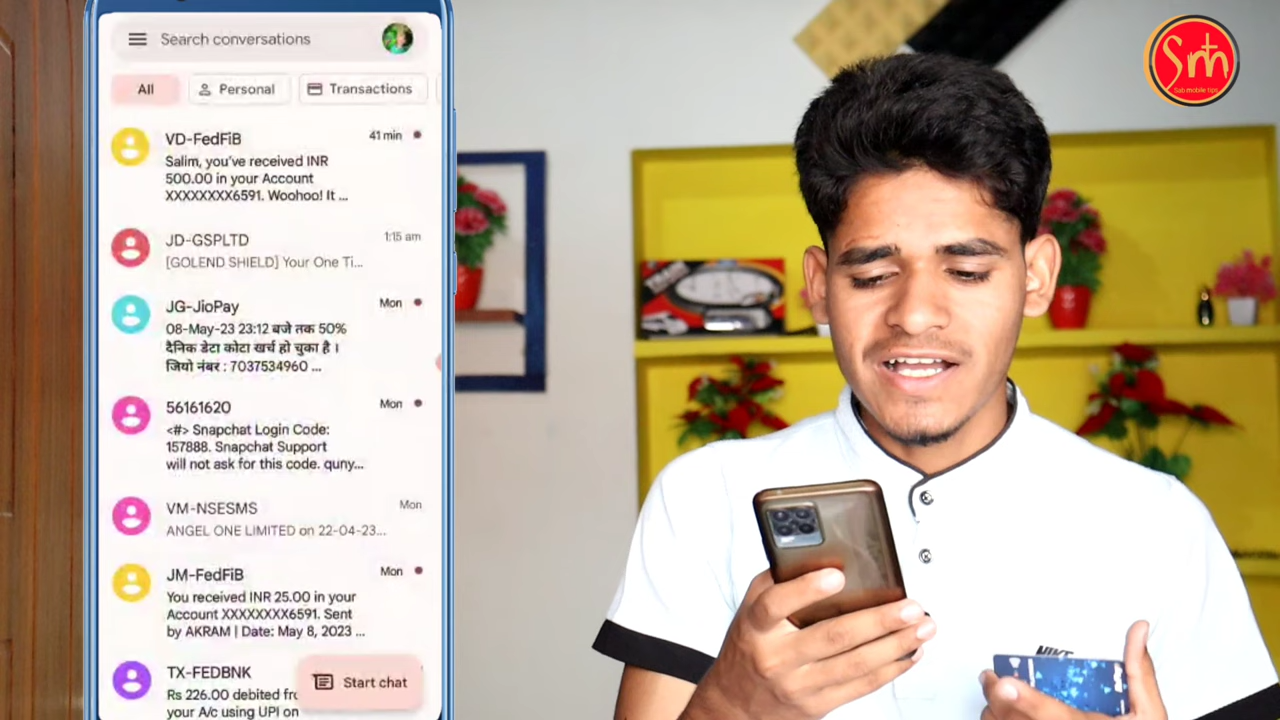 Search conversations
All
Personal
Transactions
VD-FedFiB
41 min
Salim, you've received INR
500.00 in your Account
XXXXXXXX6591. Woohoo! It ...
JD-GSPLTD
1:15 am
[GOLEND SHIELD] Your One Ti...
JG-JioPay
Mon
08-May-23 23:12 बजे तक 50%
दैनिक डेटा कोटा खर्च हो चुका है ।
जियो नंबर : 7037534960 ...
56161620
Mon
<#> Snapchat Login Code:
157888. Snapchat Support
will not ask for this code. quny...
VM-NSESMS
Mon
ANGEL ONE LIMITED on 22-04-23...
JM-FedFiB
Mon
You received INR 25.00 in your
Account XXXXXXXX6591. Sent
by AKRAM | Date: May 8, 2023 ...
TX-FEDBNK
Rs 226.00 debited
your A/c using UPI on
Start chat
Sab mobile tips
NIKE